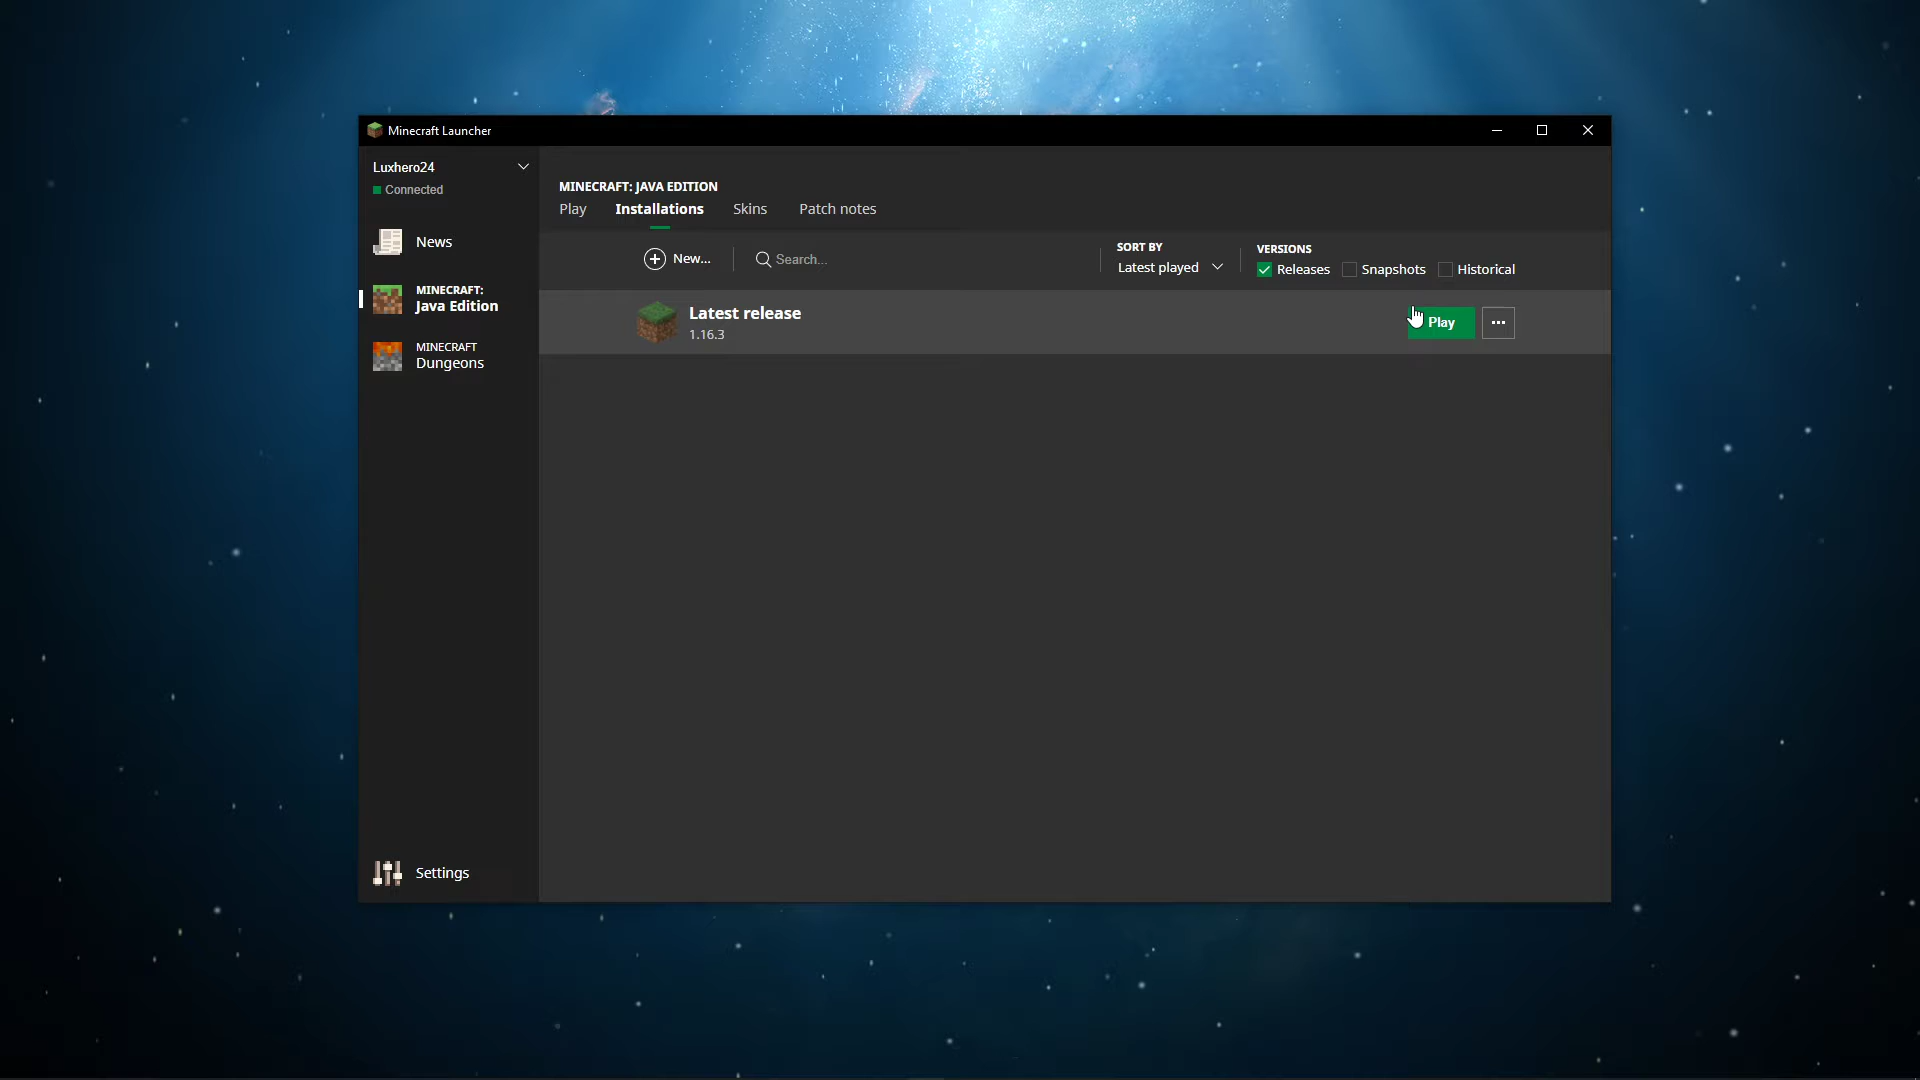 Minecraft Launcher
Luxhero24
Connected
News
MINECRAFT:
Java Edition
MINECRAFT
Dungeons
Settings
MINECRAFT: JAVA EDITION
Play Installations Skins Patch notes
New... Search... SORT BY
Latest played
VERSIONS
Releases Snapshots Historical
Latest release
1.16.3
Play ...